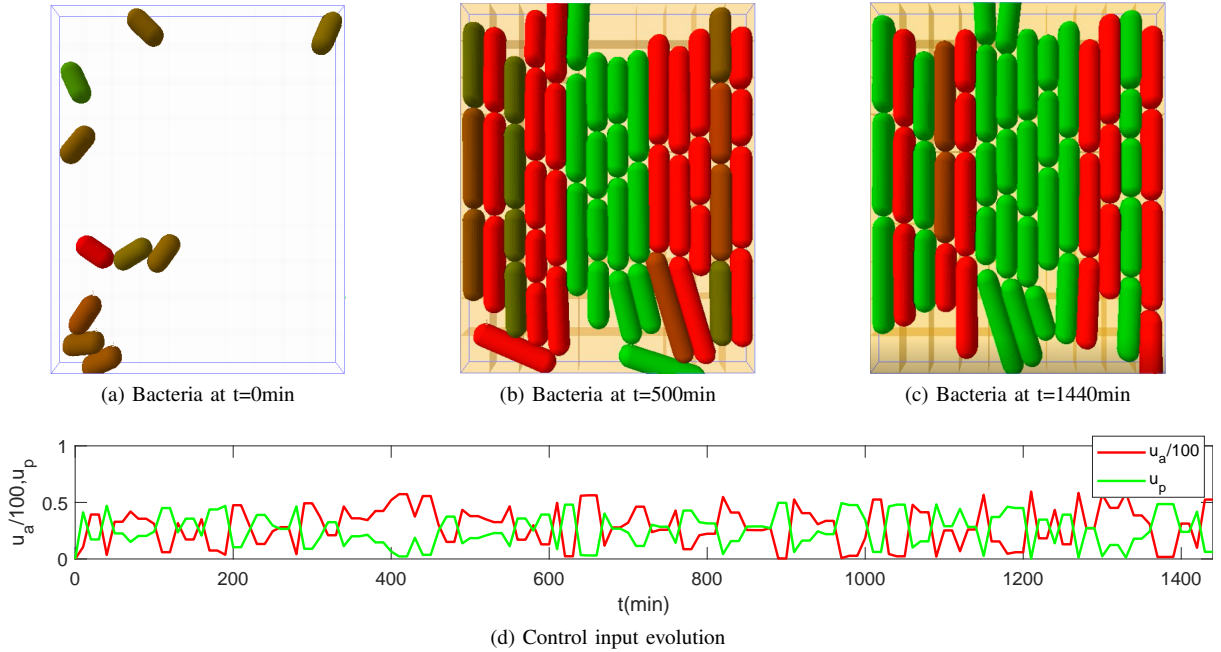 (a) Bacteria at t=0min
(b) Bacteria at t=500min
(c) Bacteria at t=1440min
u_a/100,u_p
1
0.5
0
u_a/100
u_p
0
200
400
600
800
1000
1200
1400
t(min)
(d) Control input evolution